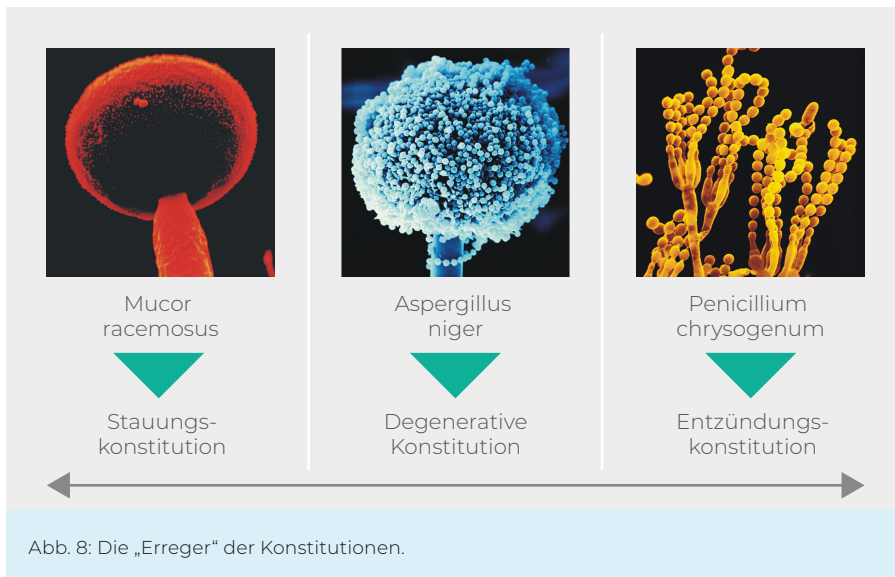 Mucor
racemosus
Aspergillus
niger
Penicillium
chrysogenum
Stauungs-
konstitution
Degenerative
Konstitution
Entzündungs-
konstitution
Abb. 8: Die „Erreger“ der Konstitutionen.